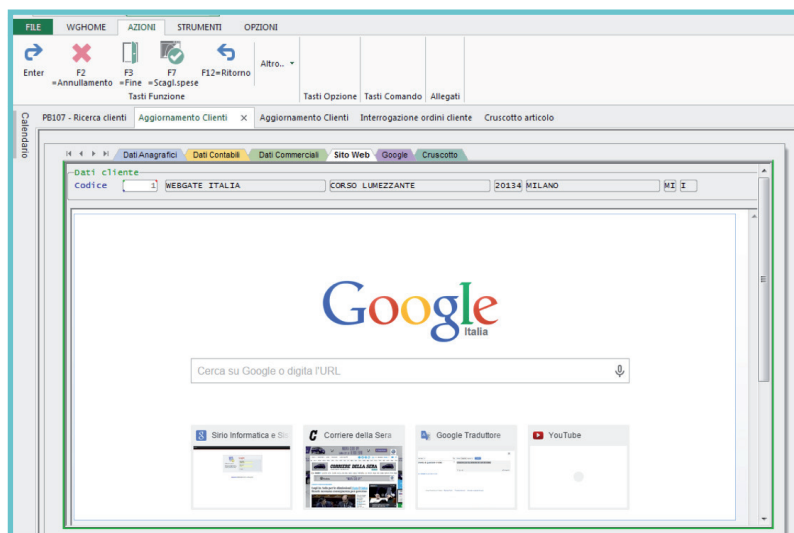 FILE WGHOME AZIONI STRUMENTI OPZIONI
Enter F2 =Annullamento F3 =Fine F7 =Scagl.spese F12=Ritorno Altro..
Tasti Funzione Tasti Opzione Tasti Comando Allegati
Calendario
PB107 - Ricerca clienti Aggiornamento Clienti × Aggiornamento Clienti Interrogazione ordini cliente Cruscotto articolo
Dati Anagrafici Dati Contabili Dati Commerciali Sito Web Google Cruscotto
Dati cliente
Codice 1 WEBGATE ITALIA CORSO LUMEZZANTE 20134 MILANO MI I
Google
Italia
Cerca su Google o digita l'URL
Sirio Informatica e Corriere della Sera Google Traduttore YouTube
CORRIERE DELLA SERA